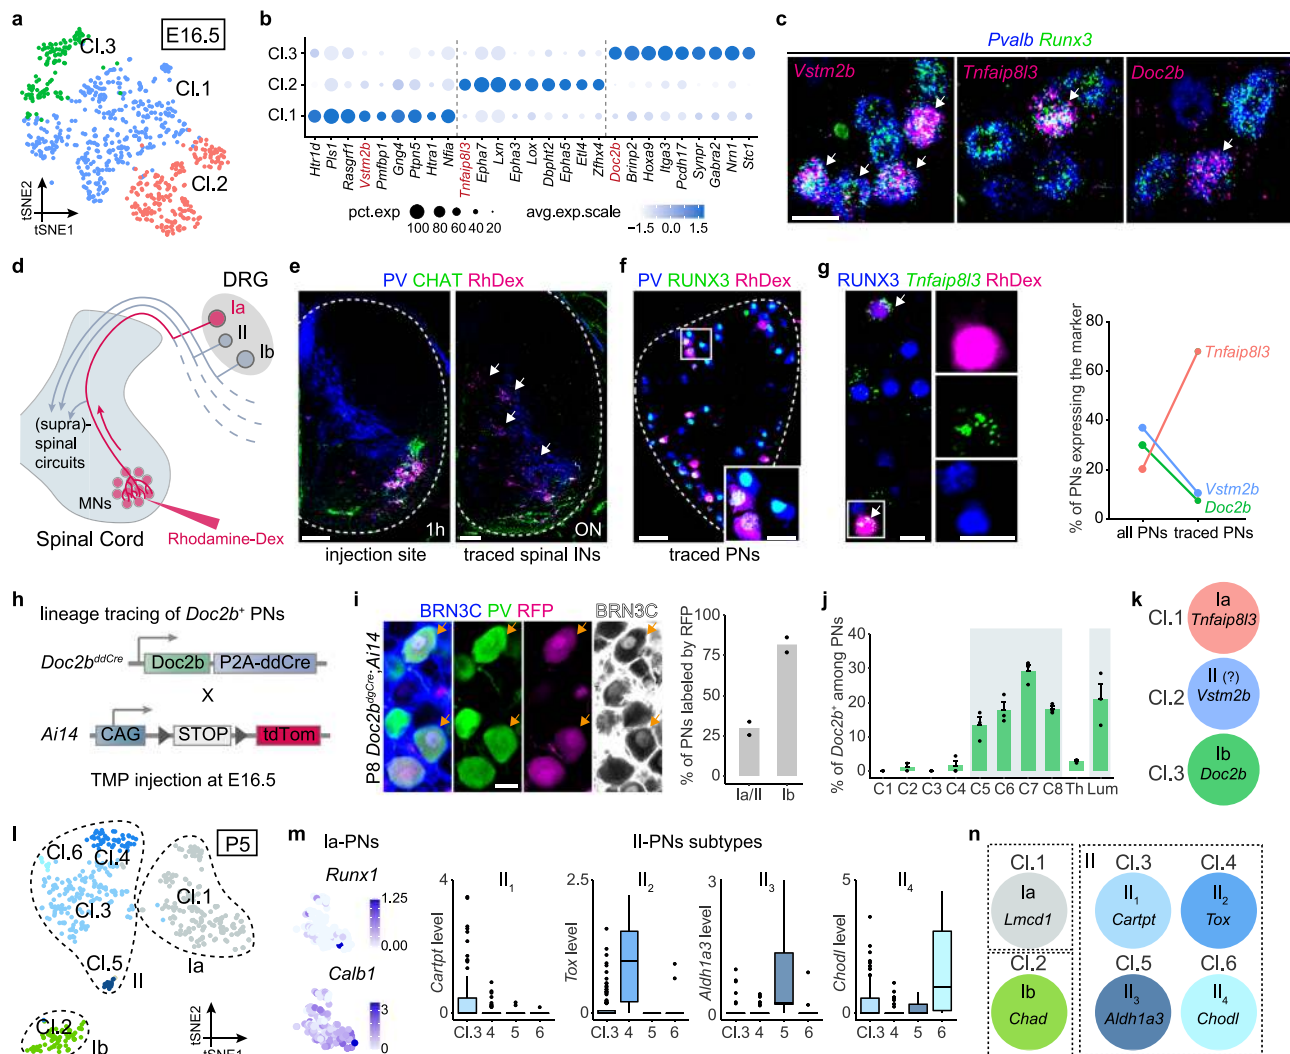 a
E16.5
Cl.3
Cl.1
Cl.2
tSNE2
tSNE1
b
Cl.3
Cl.2
Cl.1
Htr1d
Pls1
Rasgrf1
Vstm2b
Pmfbp1
Gng4
Ptpn5
Htra1
Nfia
Tnfaip8l3
Epha7
Lxn
Epha3
Lox
Dbpht2
Epha5
Etl4
Zfhx4
Doc2b
Brnp2
Hoxa9
Itga3
Pcdh17
Synpr
Gabra2
Nrn1
Stc1
pct.exp
100 80 60 40 20
avg.exp.scale
−1.5 0.0 1.5
c
Pvalb Runx3
Vstm2b
Tnfaip8l3
Doc2b
d
DRG
Ia
II
Ib
(supra)-
spinal
circuits
MNs
Spinal Cord
Rhodamine-Dex
e
PV CHAT RhDex
1h
ON
injection site
traced spinal INs
f
PV RUNX3 RhDex
traced PNs
g
RUNX3 Tnfaip8l3 RhDex
% of PNs expressing the marker
80
60
40
20
0
Tnfaip8l3
Vstm2b
Doc2b
all PNs traced PNs
h
lineage tracing of Doc2b⁺ PNs
Doc2bᵈᵈCre
Doc2b
P2A-ddCre
X
Ai14
CAG
STOP
tdTom
TMP injection at E16.5
i
BRN3C PV RFP
BRN3C
P8 Doc2bᵈᵍCre;Ai14
% of PNs labeled by RFP
100
75
50
25
0
Ia/II
Ib
j
% of Doc2b⁺ among PNs
40
30
20
10
0
C1 C2 C3 C4 C5 C6 C7 C8 Th Lum
k
Cl.1
Ia
Tnfaip8l3
Cl.2
II (?)
Vstm2b
Cl.3
Ib
Doc2b
l
P5
Cl.6
Cl.4
Cl.3
Cl.1
Cl.5
II
Ia
Cl.2
Ib
tSNE2
tSNE1
m
Ia-PNs
II-PNs subtypes
Runx1
1.25
0.00
Calb1
3
0
II₁
Cartpt level
4
2
0
Cl.3 4 5 6
II₂
Tox level
2.5
0
Cl.3 4 5 6
II₃
Aldh1a3 level
3
0
Cl.3 4 5 6
II₄
Chodl level
5
0
Cl.3 4 5 6
n
Cl.1
Ia
Lmcd1
Cl.2
Ib
Chad
II
Cl.3
II₁
Cartpt
Cl.4
II₂
Tox
Cl.5
II₃
Aldh1a3
Cl.6
II₄
Chodl